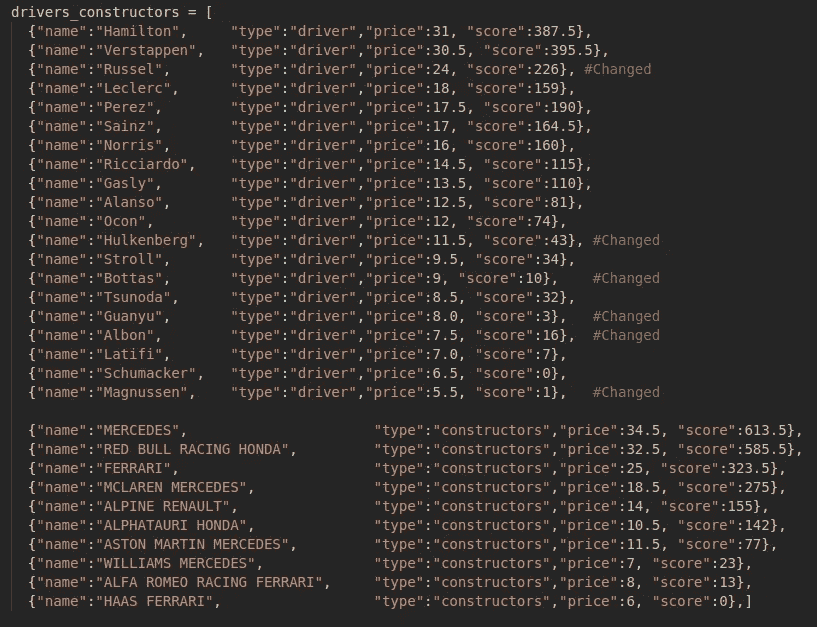 drivers_constructors = [
{"name":"Hamilton", "type":"driver","price":31, "score":387.5},
{"name":"Verstappen", "type":"driver","price":30.5, "score":395.5},
{"name":"Russel", "type":"driver","price":24, "score":226}, #Changed
{"name":"Leclerc", "type":"driver","price":18, "score":159},
{"name":"Perez", "type":"driver","price":17.5, "score":190},
{"name":"Sainz", "type":"driver","price":17, "score":164.5},
{"name":"Norris", "type":"driver","price":16, "score":160},
{"name":"Ricciardo", "type":"driver","price":14.5, "score":115},
{"name":"Gasly", "type":"driver","price":13.5, "score":110},
{"name":"Alanso", "type":"driver","price":12.5, "score":81},
{"name":"Ocon", "type":"driver","price":12, "score":74},
{"name":"Hulkenberg", "type":"driver","price":11.5, "score":43}, #Changed
{"name":"Stroll", "type":"driver","price":9.5, "score":34},
{"name":"Bottas", "type":"driver","price":9, "score":10}, #Changed
{"name":"Tsunoda", "type":"driver","price":8.5, "score":32},
{"name":"Guanyu", "type":"driver","price":8.0, "score":3}, #Changed
{"name":"Albon", "type":"driver","price":7.5, "score":16}, #Changed
{"name":"Latifi", "type":"driver","price":7.0, "score":7},
{"name":"Schumacker", "type":"driver","price":6.5, "score":0},
{"name":"Magnussen", "type":"driver","price":5.5, "score":1}, #Changed
{"name":"MERCEDES", "type":"constructors","price":34.5, "score":613.5},
{"name":"RED BULL RACING HONDA", "type":"constructors","price":32.5, "score":585.5},
{"name":"FERRARI", "type":"constructors","price":25, "score":323.5},
{"name":"MCLAREN MERCEDES", "type":"constructors","price":18.5, "score":275},
{"name":"ALPINE RENAULT", "type":"constructors","price":14, "score":155},
{"name":"ALPHATAURI HONDA", "type":"constructors","price":10.5, "score":142},
{"name":"ASTON MARTIN MERCEDES", "type":"constructors","price":11.5, "score":77},
{"name":"WILLIAMS MERCEDES", "type":"constructors","price":7, "score":23},
{"name":"ALFA ROMEO RACING FERRARI", "type":"constructors","price":8, "score":13},
{"name":"HAAS FERRARI", "type":"constructors","price":6, "score":0},]